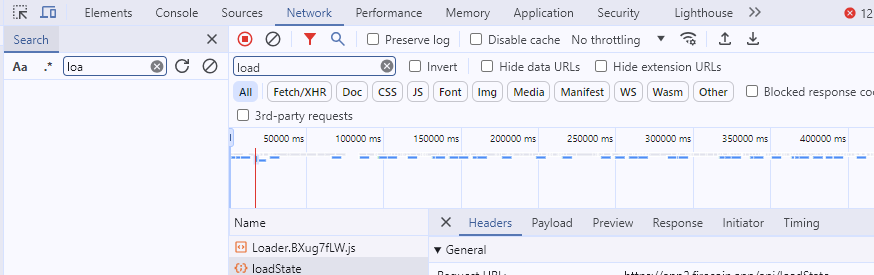 Elements Console Sources Network Performance Memory Application Security Lighthouse 12
Search
Preserve log Disable cache No throttling
Aa .* loa
load Invert Hide data URLs Hide extension URLs
All Fetch/XHR Doc CSS JS Font Img Media Manifest WS Wasm Other Blocked response co
3rd-party requests
50000 ms 100000 ms 150000 ms 200000 ms 250000 ms 300000 ms 350000 ms 400000 ms
Name Headers Payload Preview Response Initiator Timing
Loader.BXug7fLW.js General
loadState Request URL: